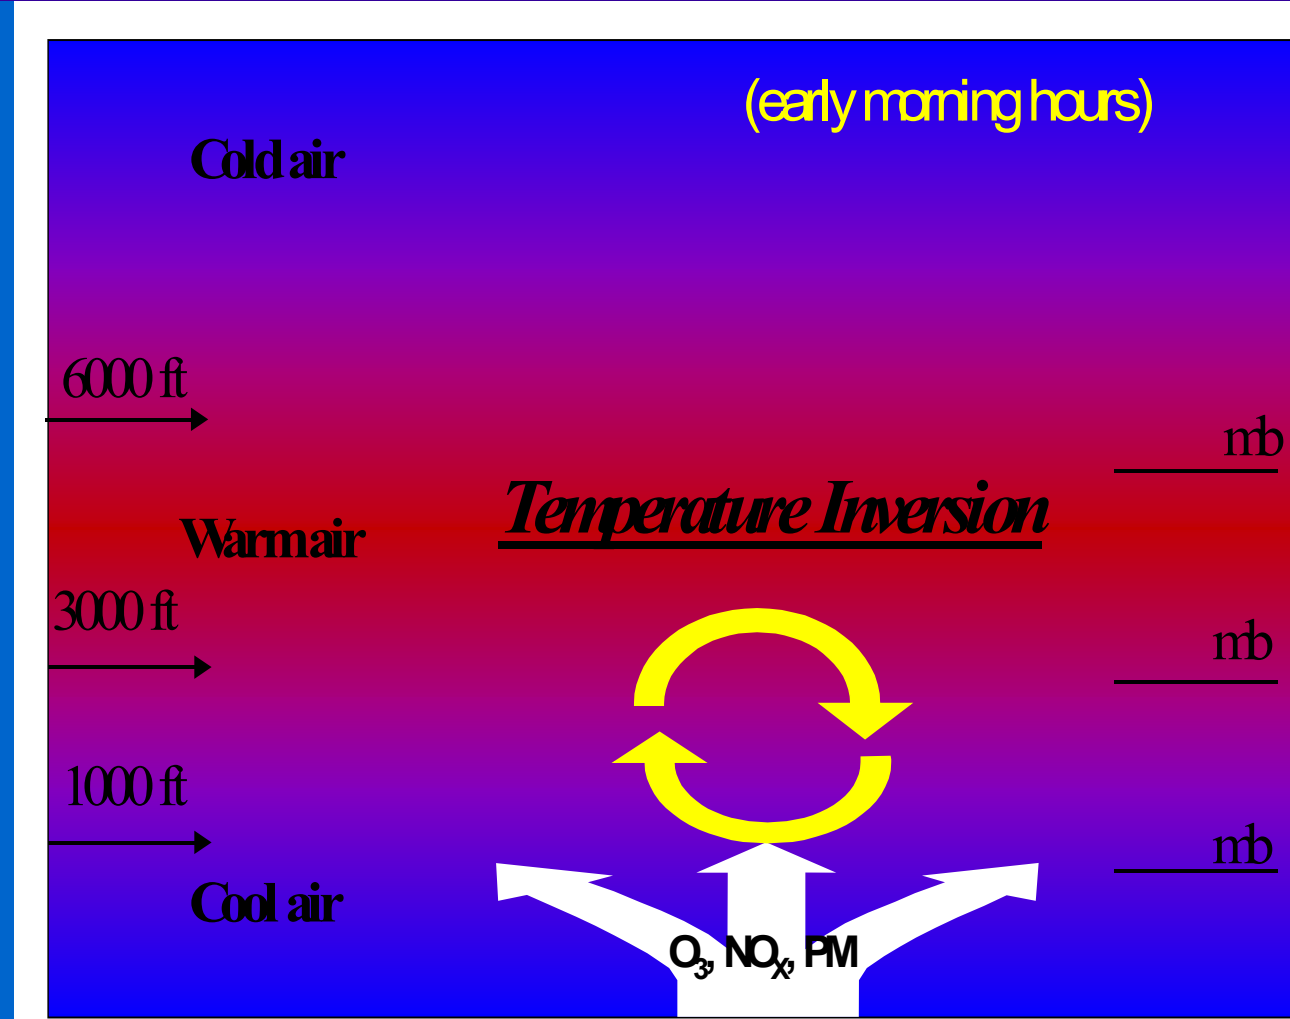 (early morning hours)
Cold air
6000 ft
mb
Temperature Inversion
Warm air
3000 ft
mb
1000 ft
mb
Cool air
O₃, NOₓ, PM